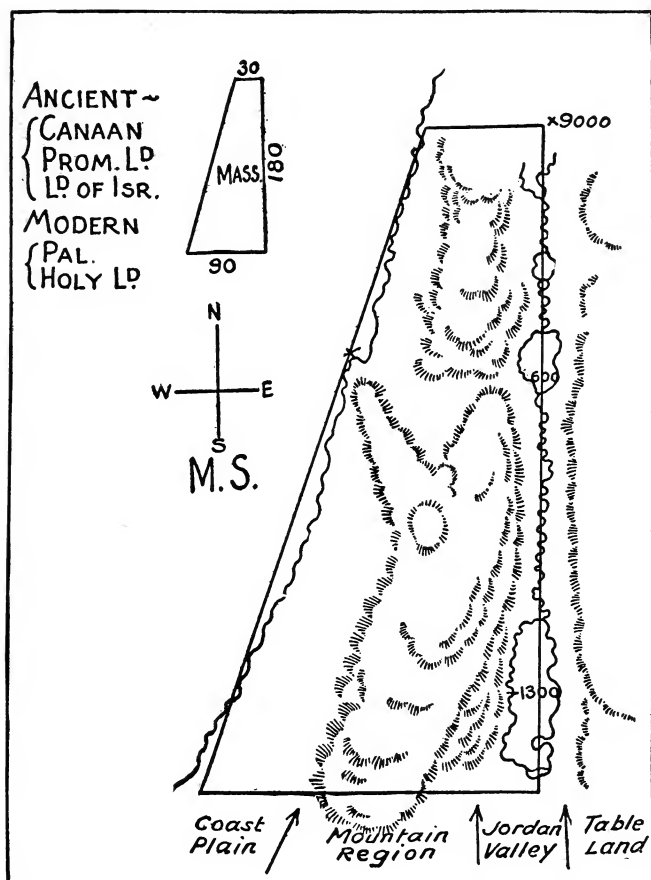 30
ANCIENT ~
CANAAN
PROM. LD
LD OF ISR.
MODERN
PAL.
HOLY LD
MASS.
180
90
N
W E
S
M.S.
x9000
-600
-1300
Coast Plain
Mountain Region
Jordan Valley
Table Land